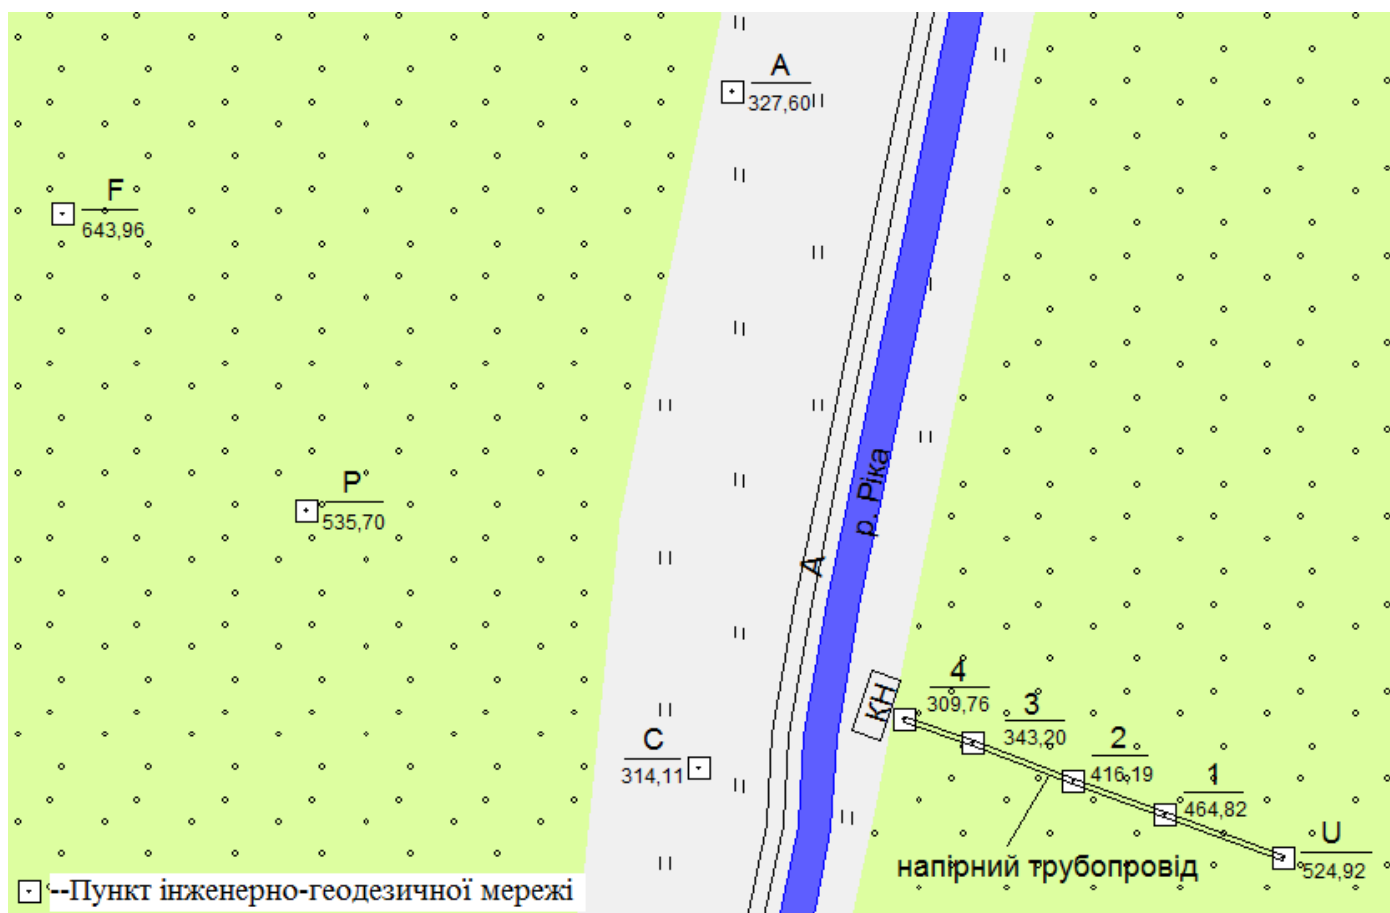 A
327,60
F
643,96
P
535,70
р. Ріка
А
4
309,76
КН
3
343,20
2
416,19
C
314,11
1
464,82
U
524,92
напірний трубопровід
--Пункт інженерно-геодезичної мережі